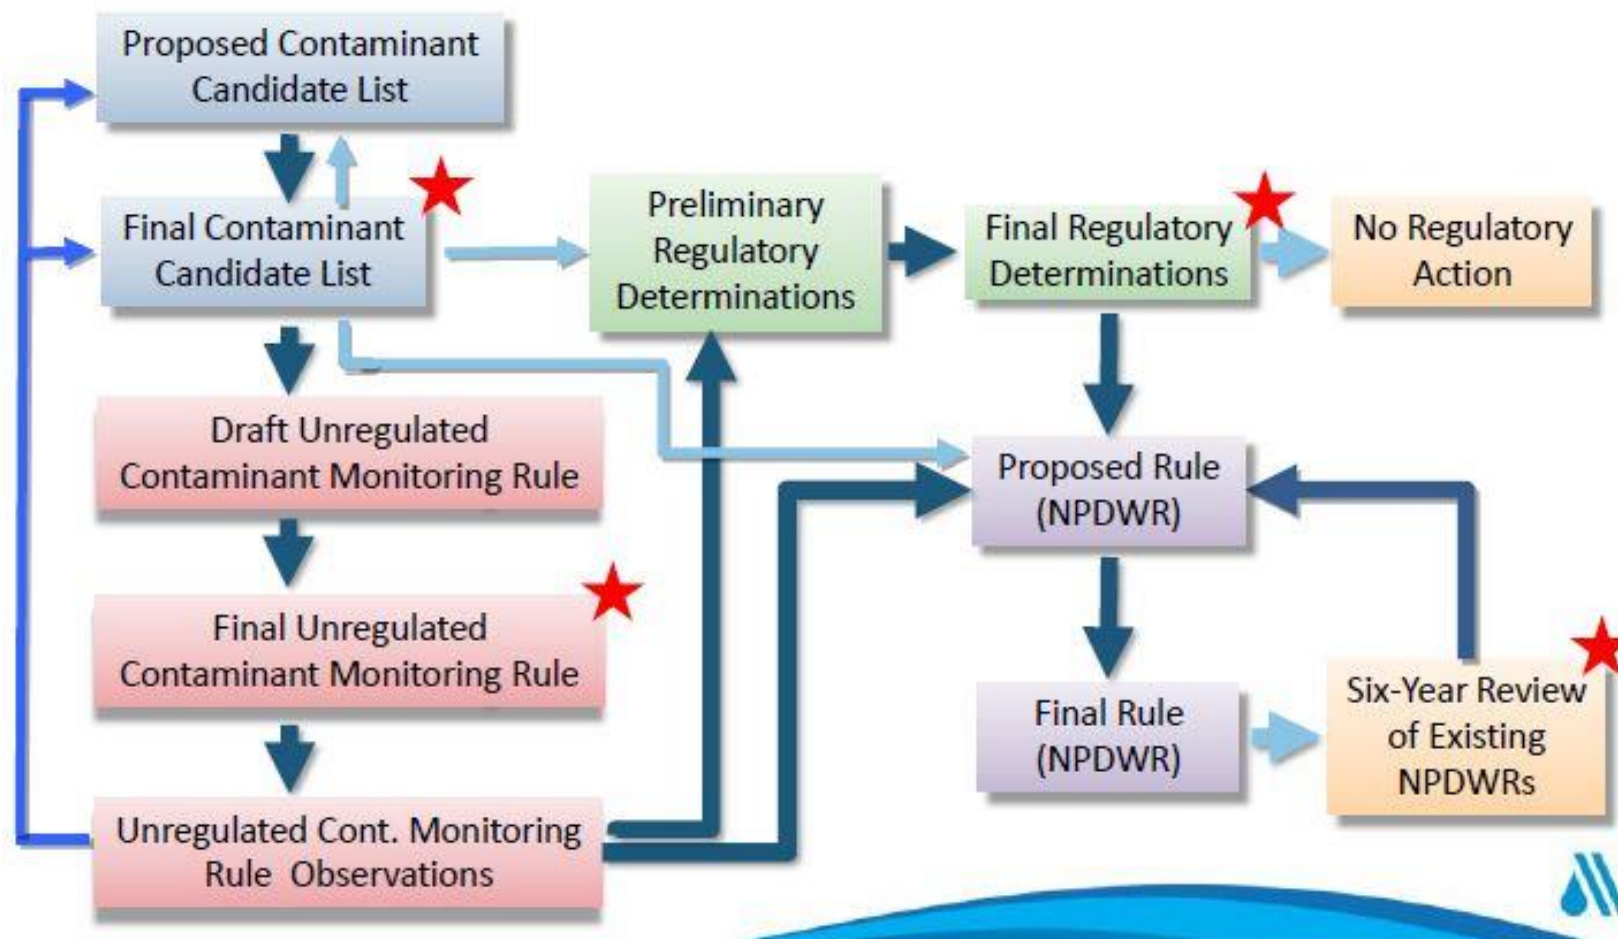 Proposed Contaminant
Candidate List
Final Contaminant
Candidate List
Preliminary
Regulatory
Determinations
Final Regulatory
Determinations
No Regulatory
Action
Draft Unregulated
Contaminant Monitoring Rule
Proposed Rule
(NPDWR)
Final Unregulated
Contaminant Monitoring Rule
Final Rule
(NPDWR)
Six-Year Review
of Existing
NPDWRs
Unregulated Cont. Monitoring
Rule Observations